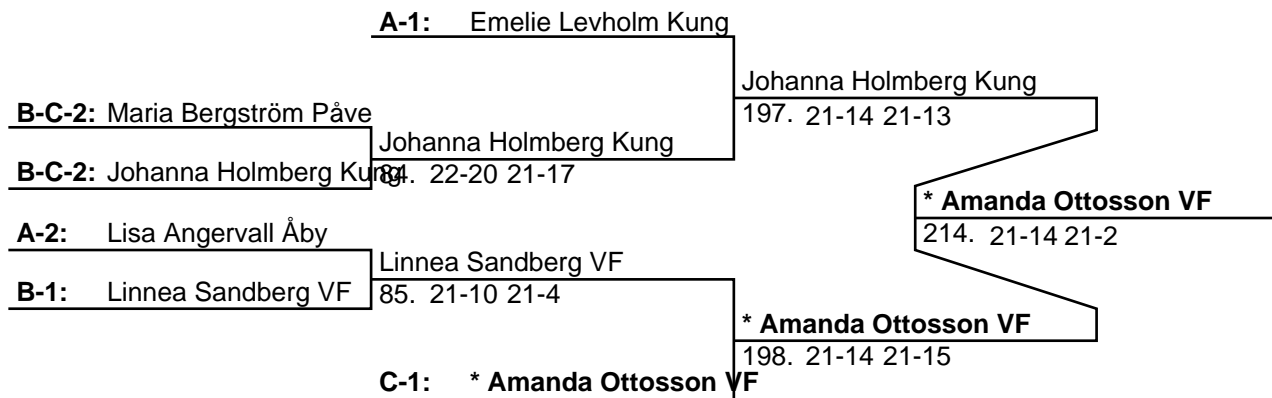 A-1: Emelie Levholm Kung
Johanna Holmberg Kung
197. 21-14 21-13
B-C-2: Maria Bergström Påve
Johanna Holmberg Kung
84. 22-20 21-17
B-C-2: Johanna Holmberg Kung
* Amanda Ottosson VF
214. 21-14 21-2
A-2: Lisa Angervall Åby
Linnea Sandberg VF
85. 21-10 21-4
B-1: Linnea Sandberg VF
* Amanda Ottosson VF
198. 21-14 21-15
C-1: * Amanda Ottosson VF